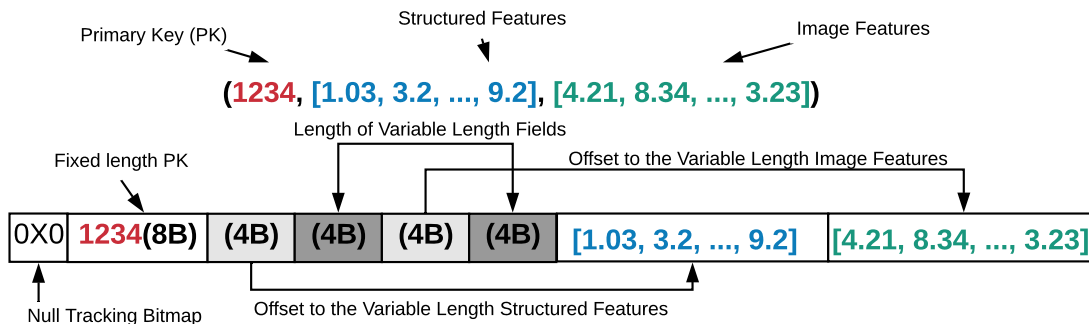 Structured Features
Primary Key (PK)
Image Features
(1234, [1.03, 3.2, ..., 9.2], [4.21, 8.34, ..., 3.23])
Length of Variable Length Fields
Fixed length PK
Offset to the Variable Length Image Features
0X0 1234(8B) (4B) (4B) (4B) (4B) [1.03, 3.2, ..., 9.2] [4.21, 8.34, ..., 3.23]
Offset to the Variable Length Structured Features
Null Tracking Bitmap